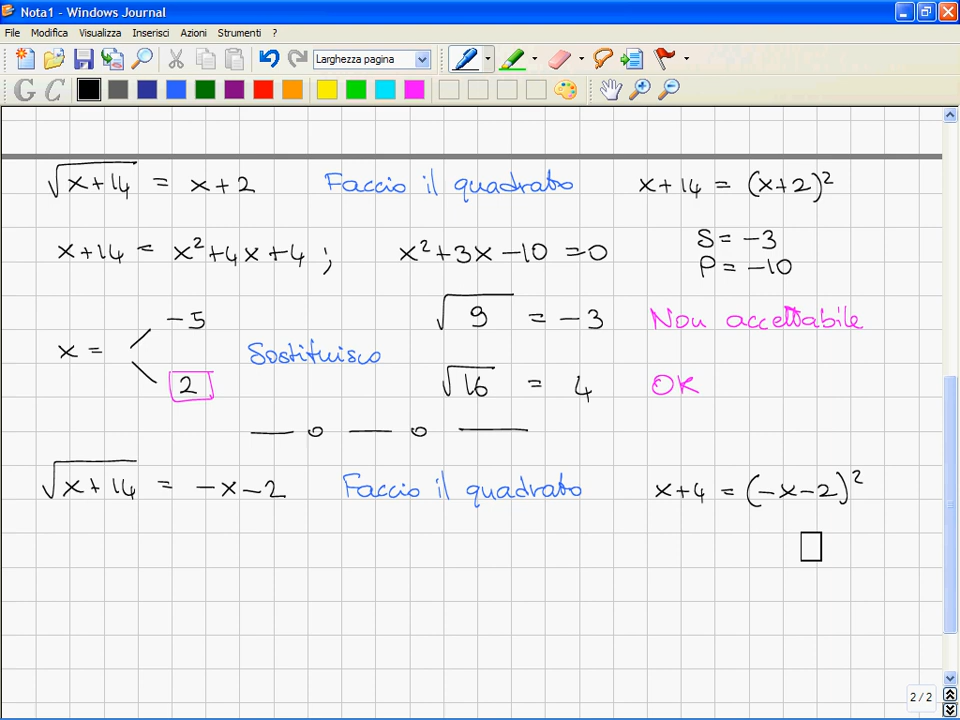 Nota1 - Windows Journal
File Modifica Visualizza Inserisci Azioni Strumenti ?
Larghezza pagina
G C
√(x+14) = x+2 Faccio il quadrato x+14 = (x+2)²
x+14 = x²+4x+4 ; x²+3x-10=0 S = -3
P = -10
-5 √9 = -3 Non accettabile
x = Sostituisco
2 √16 = 4 OK
√(x+14) = -x-2 Faccio il quadrato x+4 = (-x-2)²
2 / 2